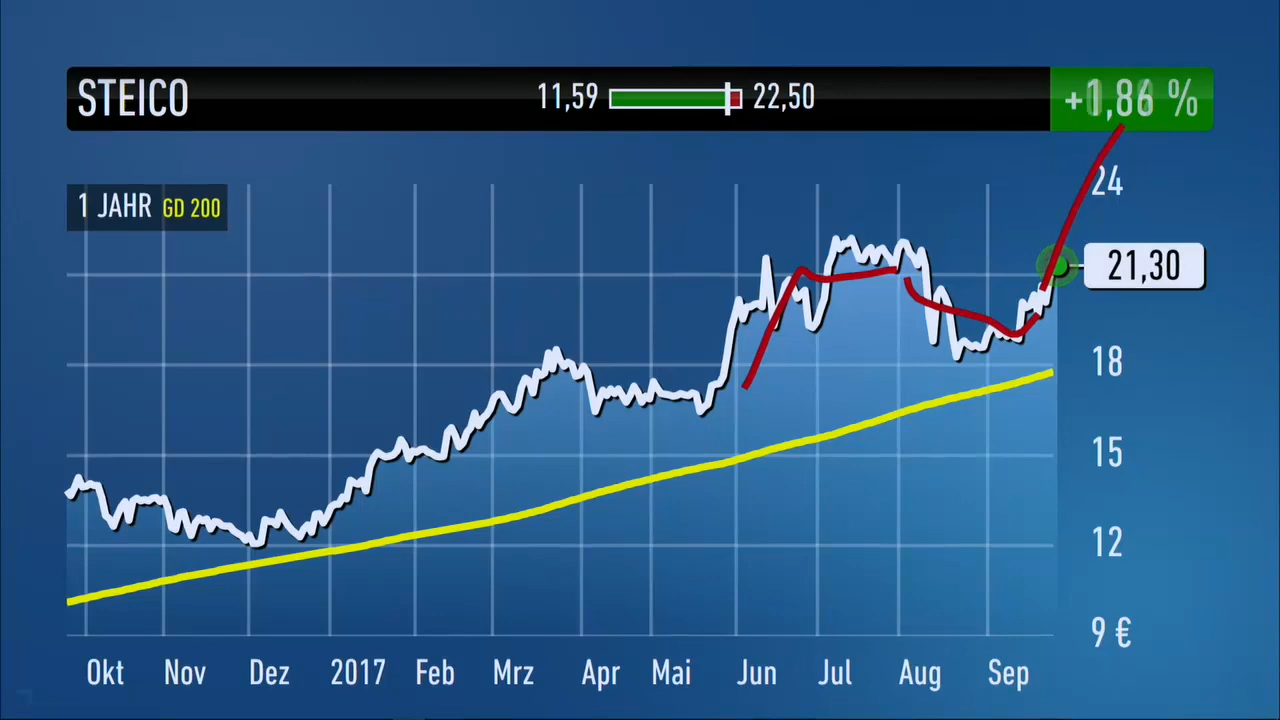 STEICO 11,59 22,50 +1,86 %
1 JAHR GD 200
24
21,30
18
15
12
9 €
Okt Nov Dez 2017 Feb Mrz Apr Mai Jun Jul Aug Sep